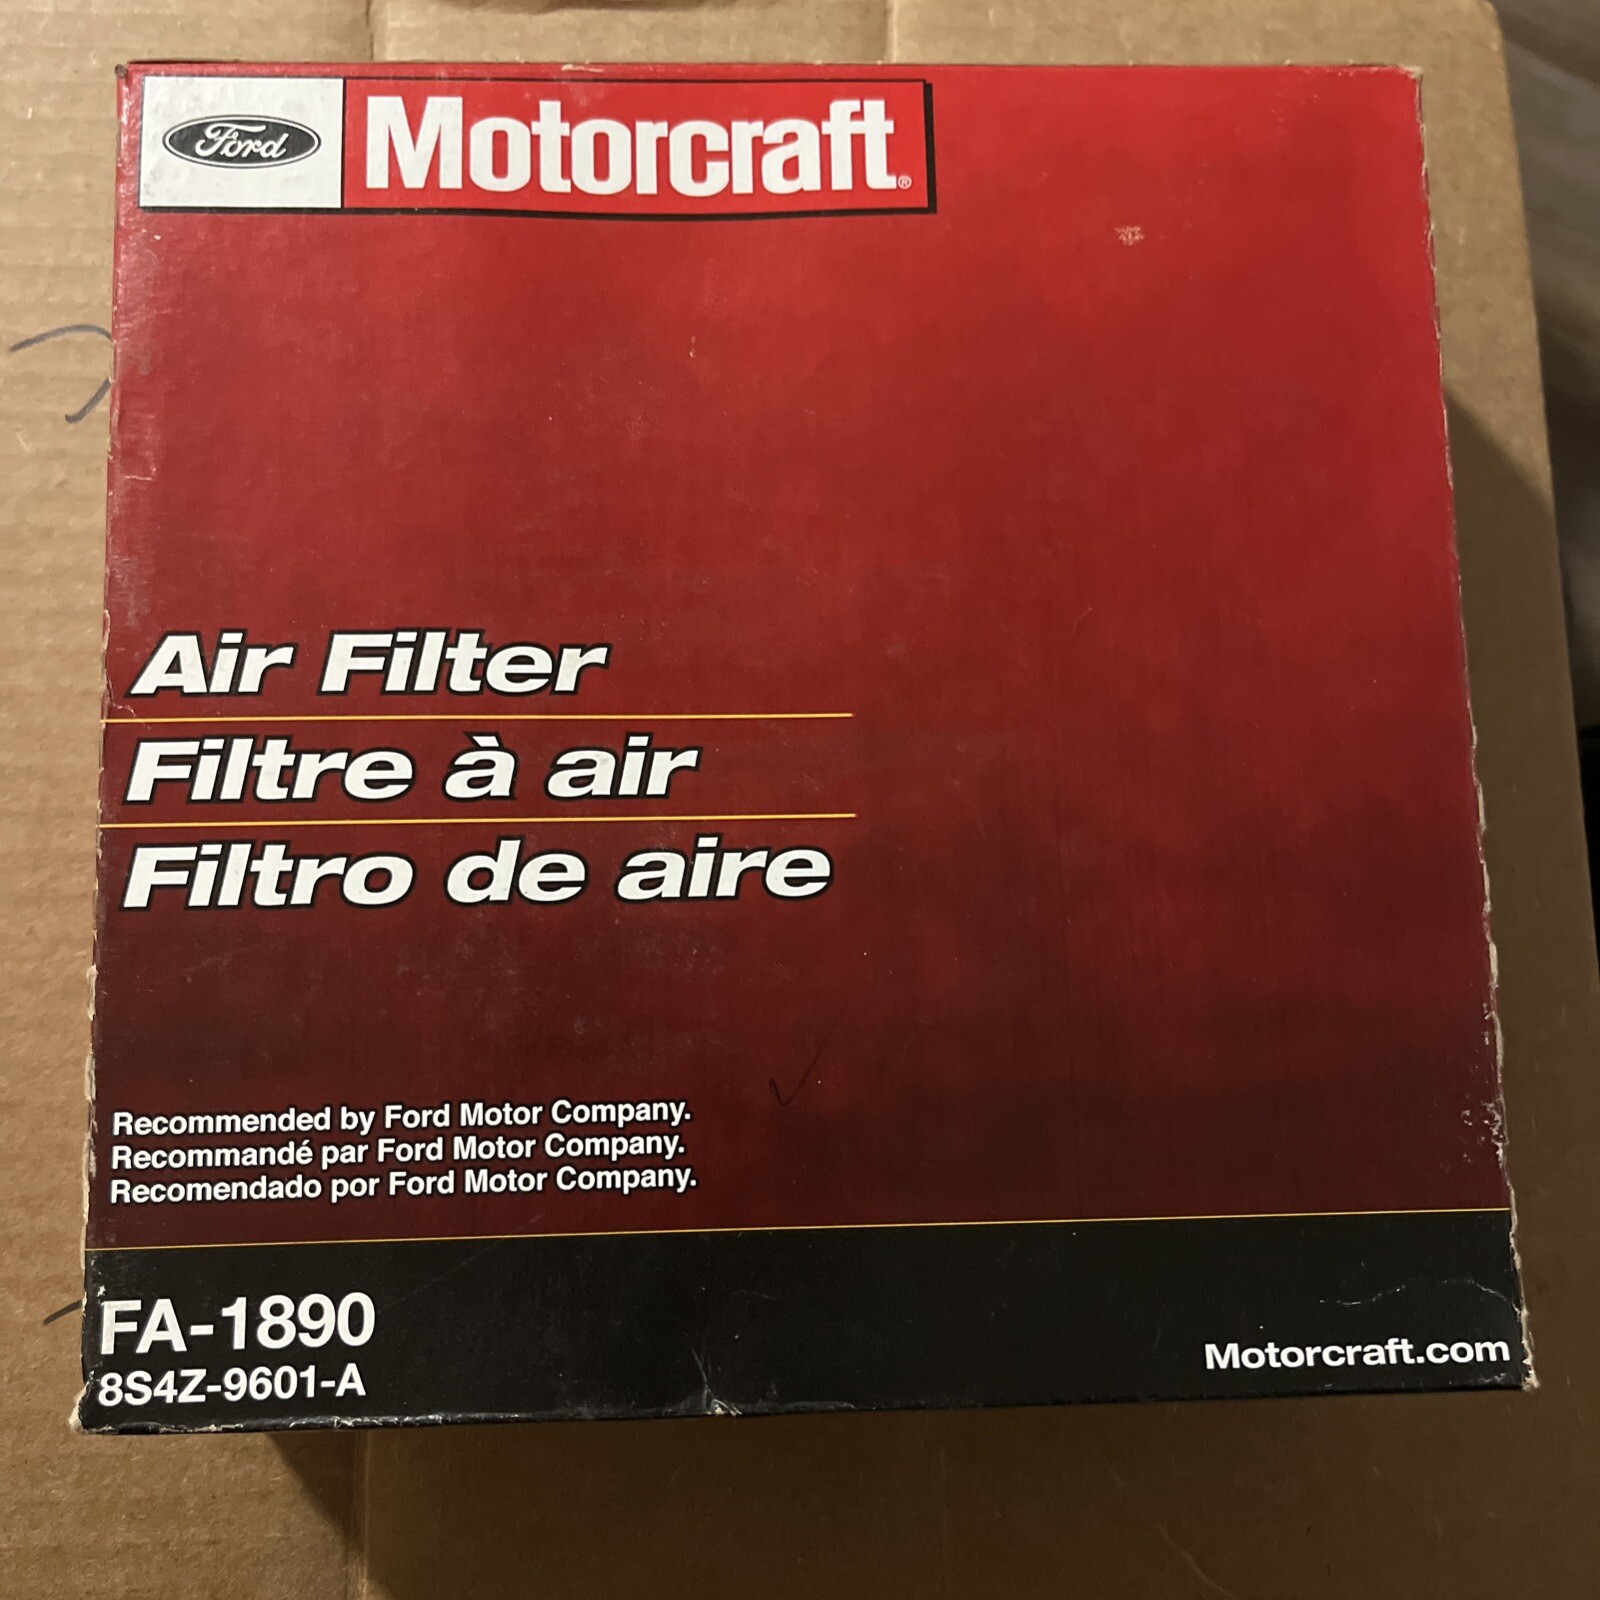 Ford Motorcraft®
Air Filter
Filtre à air
Filtro de aire
Recommended by Ford Motor Company.
Recommandé par Ford Motor Company.
Recomendado por Ford Motor Company.
FA-1890
8S4Z-9601-A
Motorcraft.com